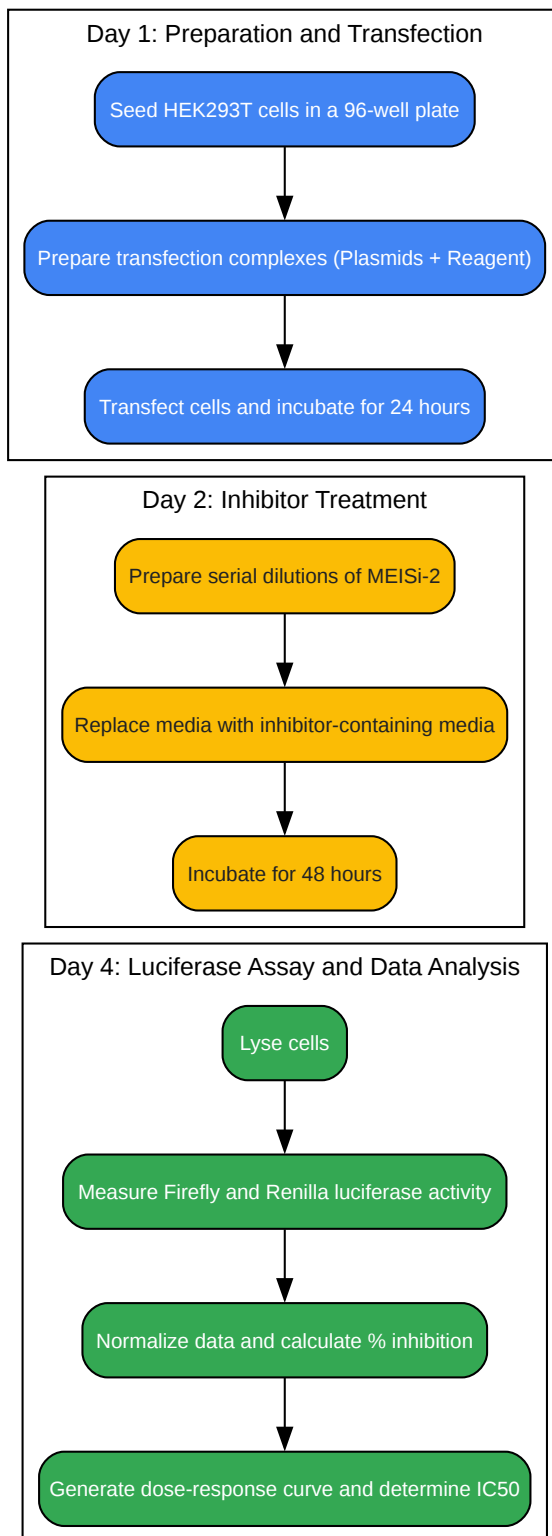 Day 1: Preparation and Transfection
Seed HEK293T cells in a 96-well plate
Prepare transfection complexes (Plasmids + Reagent)
Transfect cells and incubate for 24 hours
Day 2: Inhibitor Treatment
Prepare serial dilutions of MEISi-2
Replace media with inhibitor-containing media
Incubate for 48 hours
Day 4: Luciferase Assay and Data Analysis
Lyse cells
Measure Firefly and Renilla luciferase activity
Normalize data and calculate % inhibition
Generate dose-response curve and determine IC50